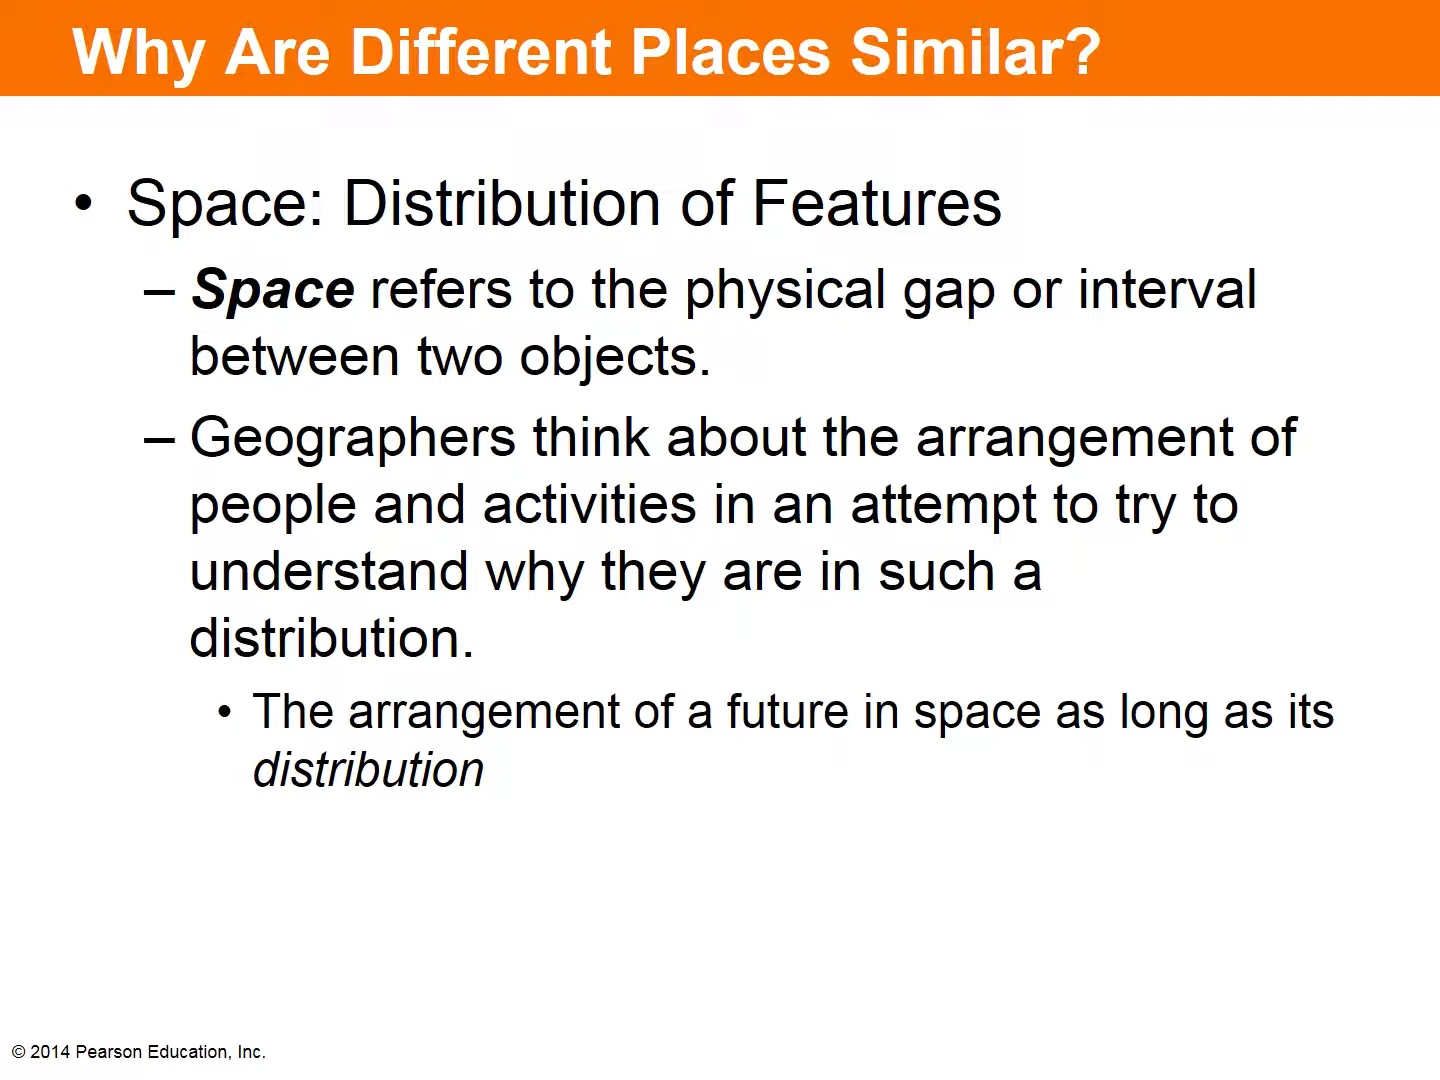 Why Are Different Places Similar?
• Space: Distribution of Features
– Space refers to the physical gap or interval
between two objects.
– Geographers think about the arrangement of
people and activities in an attempt to try to
understand why they are in such a
distribution.
• The arrangement of a future in space as long as its
distribution
© 2014 Pearson Education, Inc.